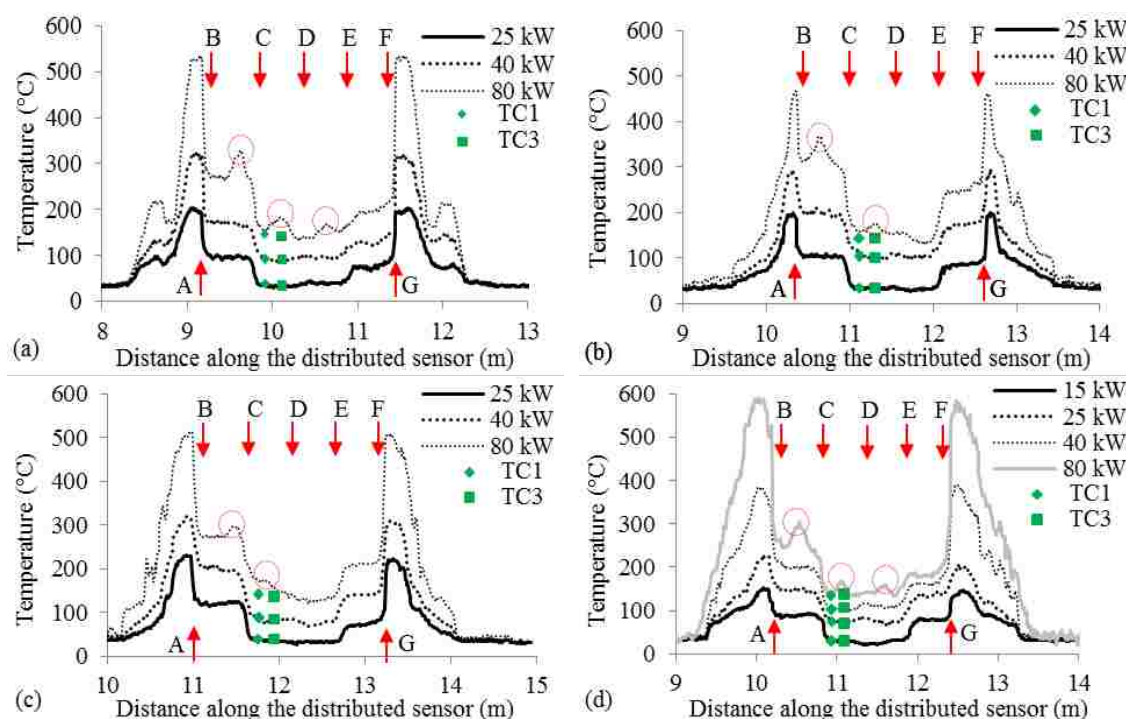 600
500
400
300
200
100
0
Temperature (°C)
B C D E F
25 kW
40 kW
80 kW
TC1
TC3
A
G
8 9 10 11 12 13
(a)
Distance along the distributed sensor (m)
600
500
400
300
200
100
0
Temperature (°C)
B C D E F
25 kW
40 kW
80 kW
TC1
TC3
A
G
9 10 11 12 13 14
(b)
Distance along the distributed sensor (m)
600
500
400
300
200
100
0
Temperature (°C)
B C D E F
25 kW
40 kW
80 kW
TC1
TC3
A
G
10 11 12 13 14 15
(c)
Distance along the distributed sensor (m)
600
500
400
300
200
100
0
Temperature (°C)
B C D E F
15 kW
25 kW
40 kW
80 kW
TC1
TC3
A
G
9 10 11 12 13 14
(d)
Distance along the distributed sensor (m)